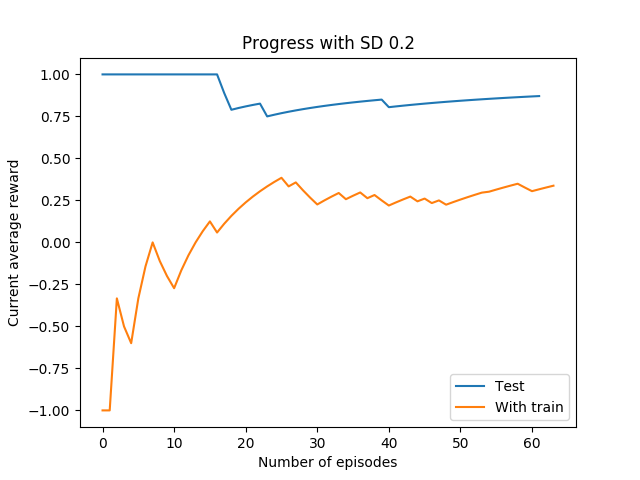 Progress with SD 0.2
1.00
0.75
0.50
0.25
0.00
−0.25
−0.50
−0.75
−1.00
Current average reward
0 10 20 30 40 50 60
Number of episodes
Test
With train